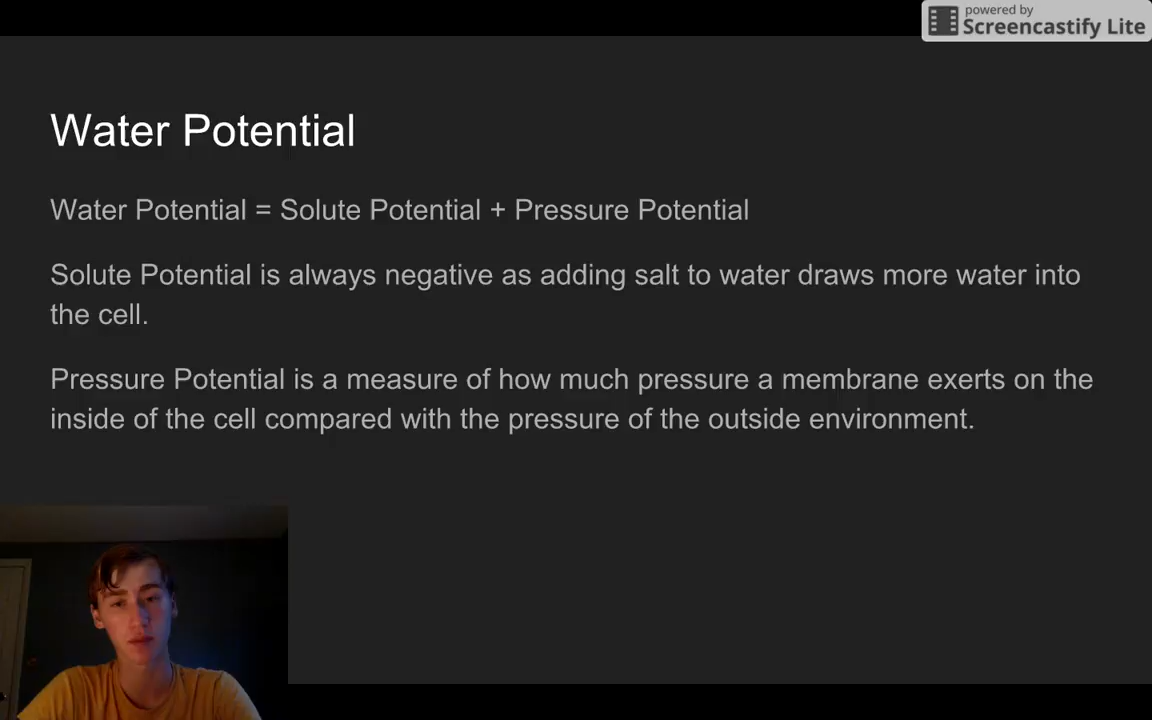 powered by
Screencastify Lite
Water Potential
Water Potential = Solute Potential + Pressure Potential
Solute Potential is always negative as adding salt to water draws more water into
the cell.
Pressure Potential is a measure of how much pressure a membrane exerts on the
inside of the cell compared with the pressure of the outside environment.